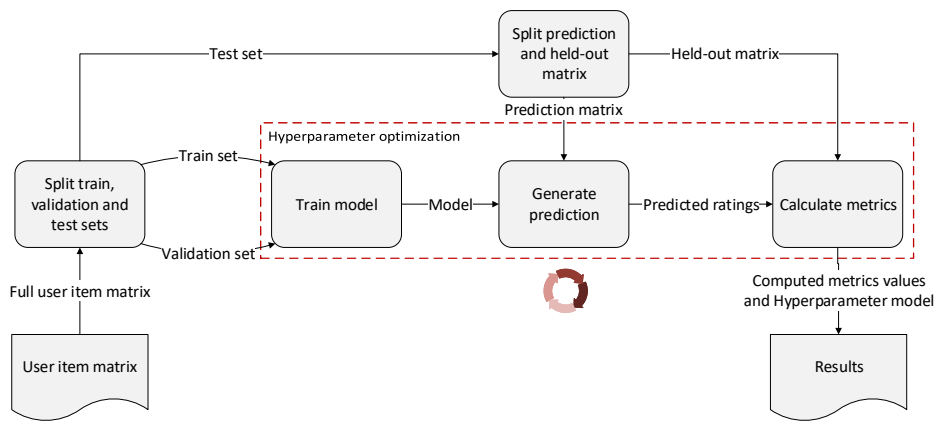 Split prediction
and held-out
matrix
Test set
Held-out matrix
Prediction matrix
Hyperparameter optimization
Train set
Split train,
validation and
test sets
Train model
Model
Generate
prediction
Predicted ratings
Calculate metrics
Validation set
Full user item matrix
Computed metrics values
and Hyperparameter model
User item matrix
Results